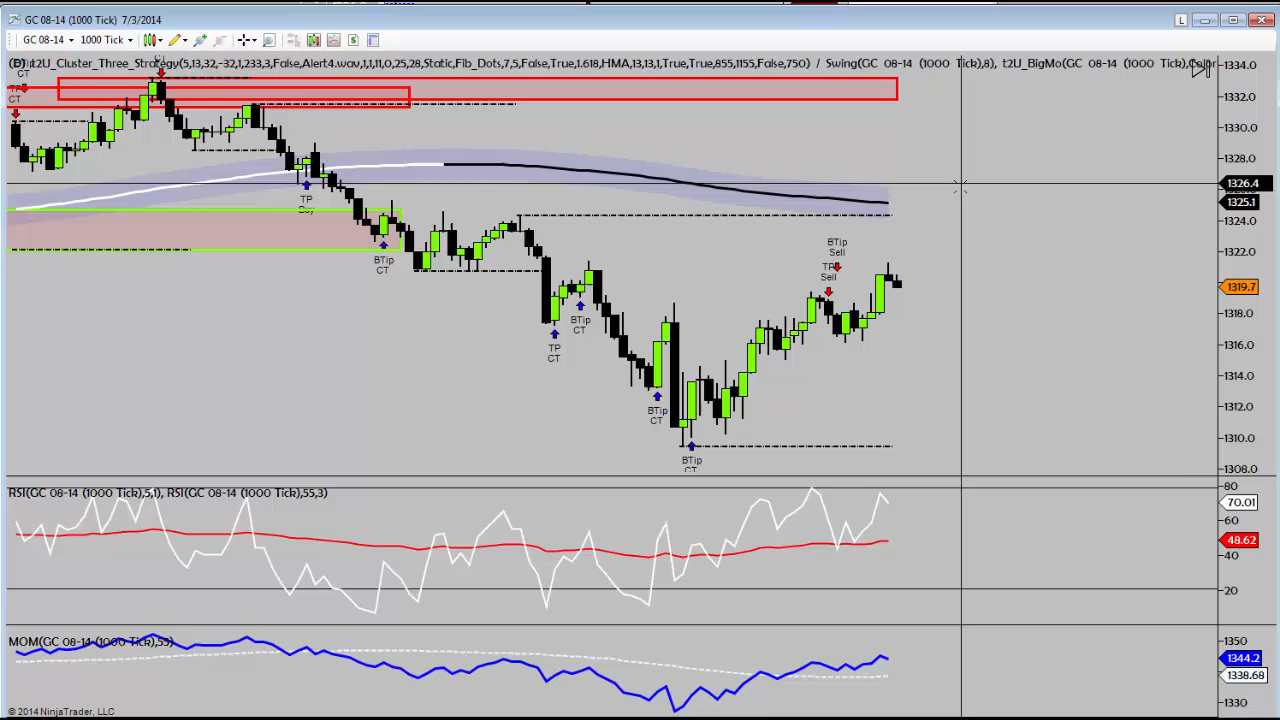 GC 08-14 (1000 Tick) 7/3/2014
L
GC 08-14 1000 Tick
$
t2U_Cluster_Three_Strategy(5,13,32,-32,1,233,3,False,Alert4.wav,1,1,11,0,25,28,Static,Fib_Dots,7,5,False,True,1.618,HMA,13,13,1,True,True,855,1155,False,750) / Swing(GC 08-14 (1000 Tick),8), t2U_BigMo(GC 08-14 (1000 Tick),Color
CT
CT
TP
BTip
CT
TP
CT
BTip
CT
BTip
CT
BTip
CT
BTip
Sell
TP
Sell
1334.0
1332.0
1330.0
1328.0
1326.4
1325.1
1324.0
1322.0
1319.7
1318.0
1316.0
1314.0
1312.0
1310.0
1308.0
RSI(GC 08-14 (1000 Tick),5,1), RSI(GC 08-14 (1000 Tick),55,3)
80
70.01
60
48.62
40
20
MOM(GC 08-14 (1000 Tick),55)
1350
1344.2
1338.68
1330
© 2014 NinjaTrader, LLC